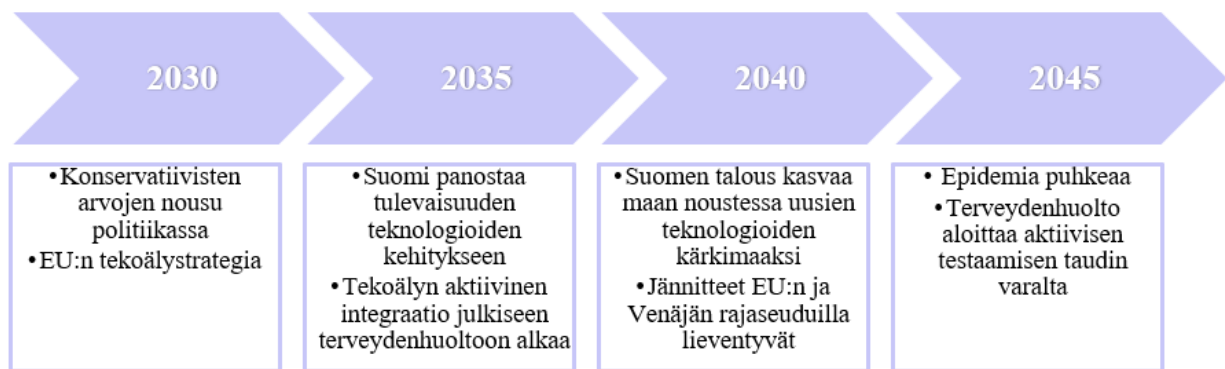 2030
2035
2040
2045
•Konservatiivisten
arvojen nousu
politiikassa
•EU:n tekoälystrategia
•Suomi panostaa
tulevaisuuden
teknologioiden
kehitykseen
•Tekoälyn aktiivinen
integraatio julkiseen
terveydenhuoltoon alkaa
•Suomen talous kasvaa
maan noustessa uusien
teknologioiden
kärkimaaksi
•Jännitteet EU:n ja
Venäjän rajaseuduilla
lieventyvät
• Epidemia puhkeaa
•Terveydenhuolto
aloittaa aktiivisen
testaamisen taudin
varalta